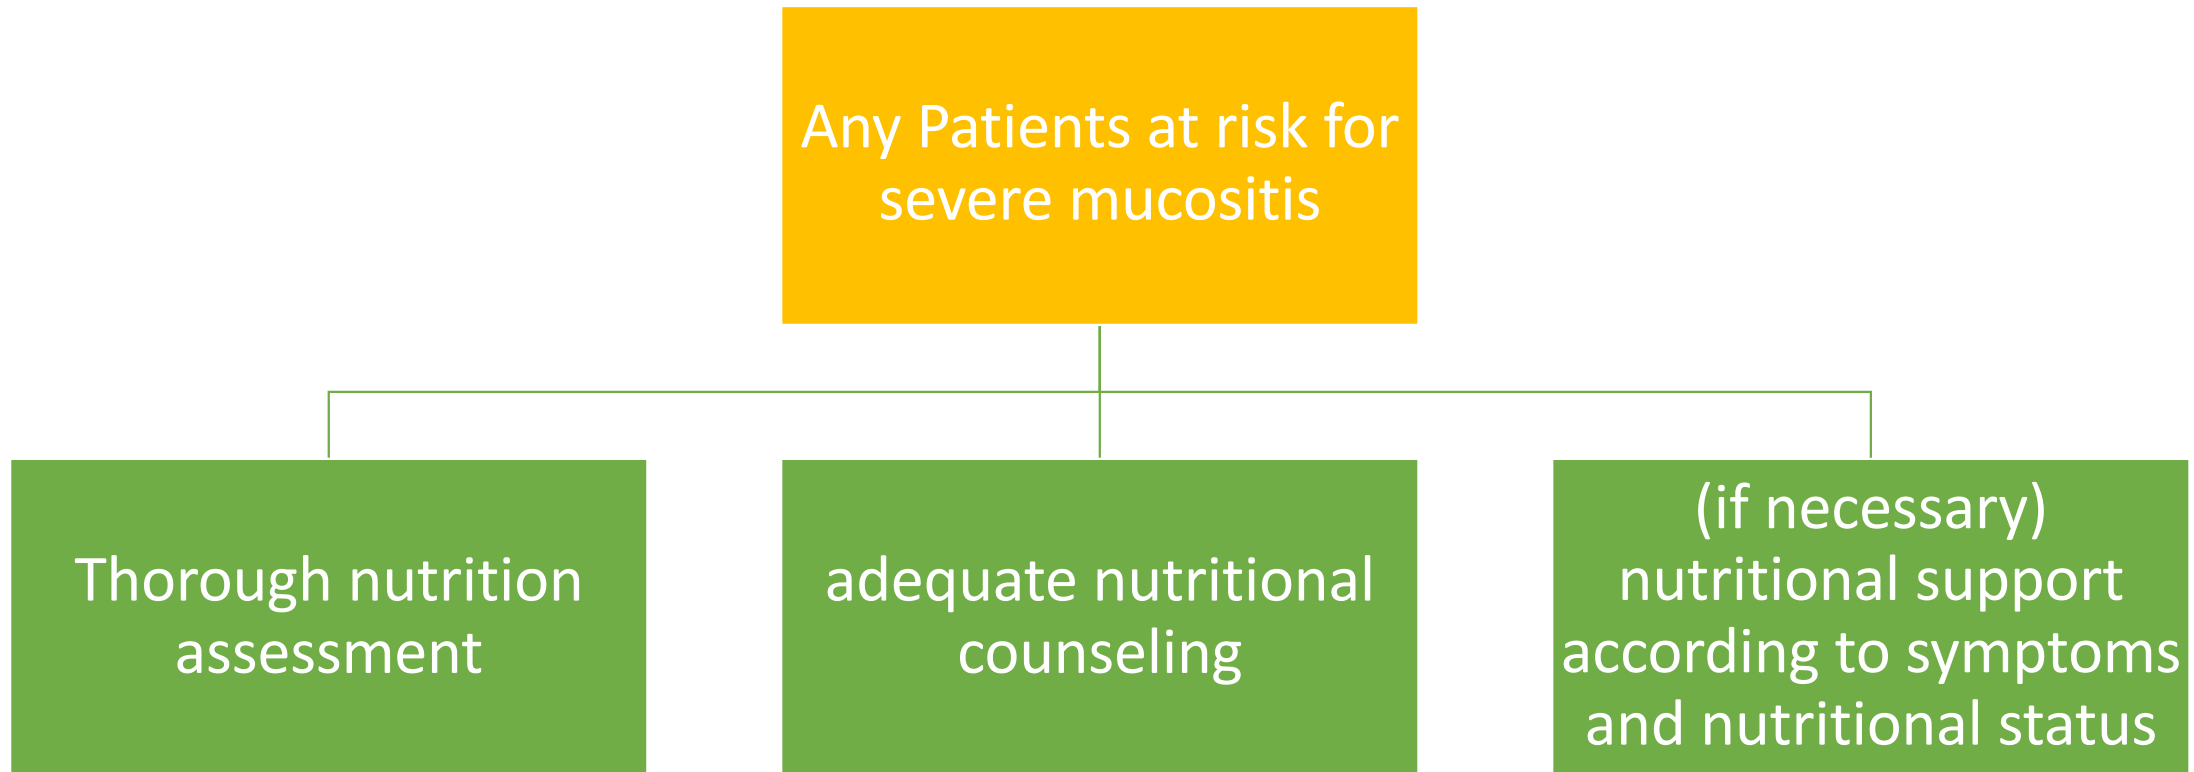 Any Patients at risk for
severe mucositis
Thorough nutrition
assessment
adequate nutritional
counseling
(if necessary)
nutritional support
according to symptoms
and nutritional status